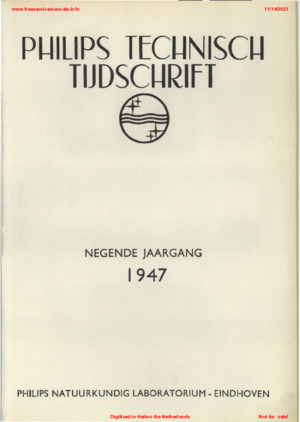 www.freeservicemanuals.info 11/14/2023
PHILIPS TECHNISCH
TIJDSCHRIFT
NEGENDE JAARGANG
1947
PHILIPS NATUURKUNDIG LABORATORIUM - EINDHOVEN
Digitized in Heiloo the Netherlands Not for sale!